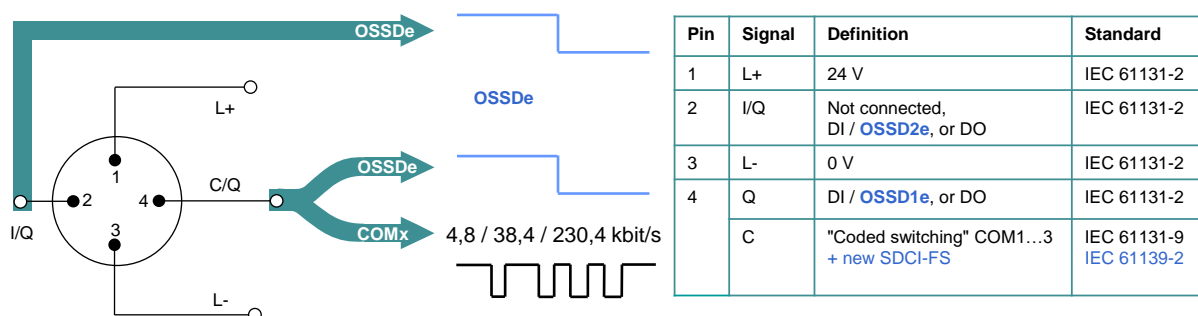 OSSDe
L+
OSSDe
OSSDe
1
C/Q
2
4
3
I/Q
COMx
4,8 / 38,4 / 230,4 kbit/s
L-
Pin Signal Definition Standard
1 L+ 24 V IEC 61131-2
2 I/Q Not connected, IEC 61131-2
DI / OSSD2e, or DO
3 L- 0 V IEC 61131-2
4 Q DI / OSSD1e, or DO IEC 61131-2
C "Coded switching" COM1…3 IEC 61131-9
+ new SDCI-FS IEC 61139-2